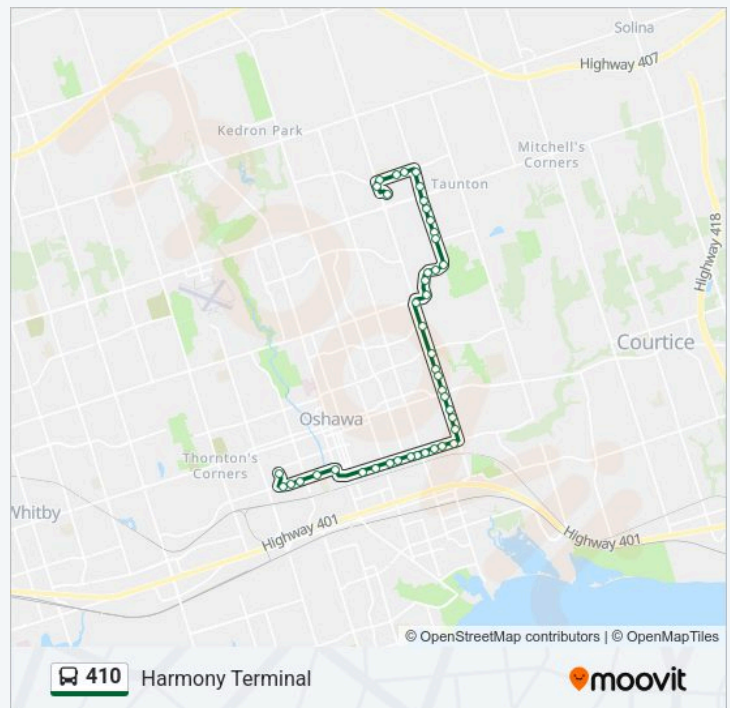 Solina
Highway 407
Kedron Park
Mitchell's
Corners
Taunton
Highway 418
Courtice
Oshawa
Thornton's
Corners
Whitby
Highway 401
Highway 401
© OpenStreetMap contributors | © OpenMapTiles
410 Harmony Terminal
moovit